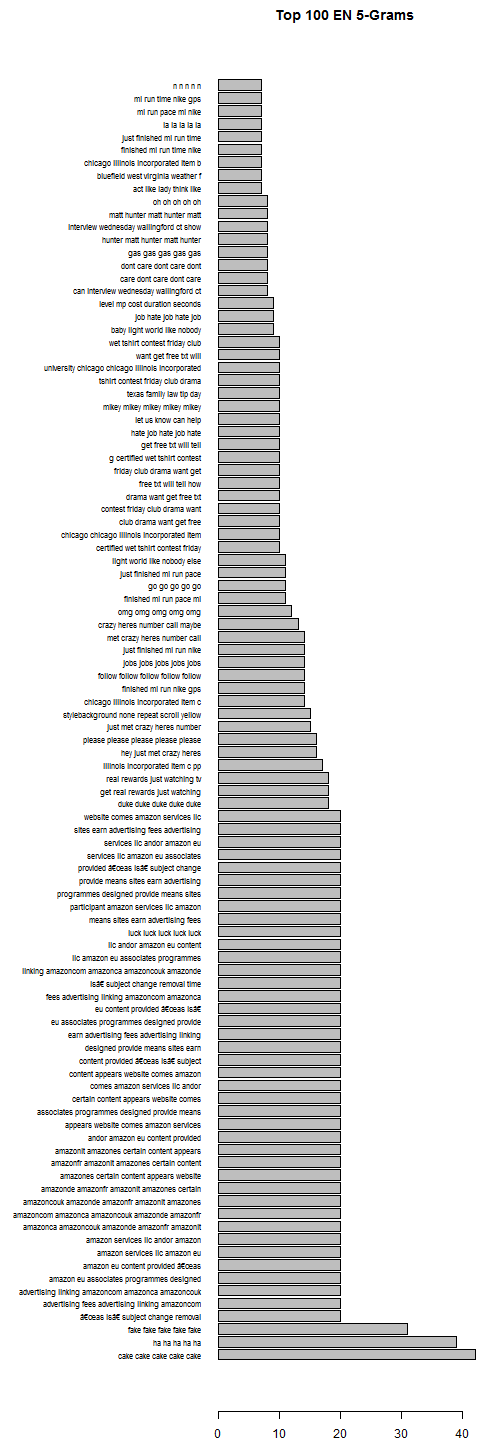 Top 100 EN 5-Grams
n n n n n
mi run time nike gps
mi run pace mi nike
la la la la la
just finished mi run time
finished mi run time nike
chicago illinois incorporated item b
bluefield west virginia weather f
act like lady think like
oh oh oh oh oh
matt hunter matt hunter matt
interview wednesday wallingford ct show
hunter matt hunter matt hunter
gas gas gas gas gas
dont care dont care dont
care dont care dont care
can interview wednesday wallingford ct
level mp cost duration seconds
job hate job hate job
baby light world like nobody
wet tshirt contest friday club
want get free txt will
university chicago chicago illinois incorporated
tshirt contest friday club drama
texas family law tip day
mikey mikey mikey mikey mikey
let us know can help
hate job hate job hate
get free txt will tell
g certified wet tshirt contest
friday club drama want get
free txt will tell how
drama want get free txt
contest friday club drama want
club drama want get free
chicago chicago illinois incorporated item
certified wet tshirt contest friday
light world like nobody else
just finished mi run pace
go go go go go
finished mi run pace mi
omg omg omg omg omg
crazy heres number call maybe
met crazy heres number call
just finished mi run nike
jobs jobs jobs jobs jobs
follow follow follow follow follow
finished mi run nike gps
chicago illinois incorporated item c
stylebackground none repeat scroll yellow
just met crazy heres number
please please please please please
hey just met crazy heres
illinois incorporated item c pp
real rewards just watching tv
get real rewards just watching
duke duke duke duke duke
website comes amazon services llc
sites earn advertising fees advertising
services llc andor amazon eu
services llc amazon eu associates
provided â€œeas isâ€ subject change
provide means sites earn advertising
programmes designed provide means sites
participant amazon services llc amazon
means sites earn advertising fees
luck luck luck luck luck
llc andor amazon eu content
llc amazon eu associates programmes
linking amazoncom amazonca amazoncouk amazonde
isâ€ subject change removal time
fees advertising linking amazoncom amazonca
eu content provided â€œeas isâ€
eu associates programmes designed provide
earn advertising fees advertising linking
designed provide means sites earn
content provided â€œeas isâ€ subject
content appears website comes amazon
comes amazon services llc andor
certain content appears website comes
associates programmes designed provide means
appears website comes amazon services
andor amazon eu content provided
amazonit amazones certain content appears
amazonfr amazonit amazones certain content
amazones certain content appears website
amazonde amazonfr amazonit amazones certain
amazoncouk amazonde amazonfr amazonit amazones
amazoncom amazonca amazoncouk amazonde amazonfr
amazonca amazoncouk amazonde amazonfr amazonit
amazon services llc andor amazon
amazon services llc amazon eu
amazon eu content provided â€œeas
amazon eu associates programmes designed
advertising linking amazoncom amazonca amazoncouk
advertising fees advertising linking amazoncom
â€œeas isâ€ subject change removal
fake fake fake fake fake
ha ha ha ha ha
cake cake cake cake cake
0 10 20 30 40